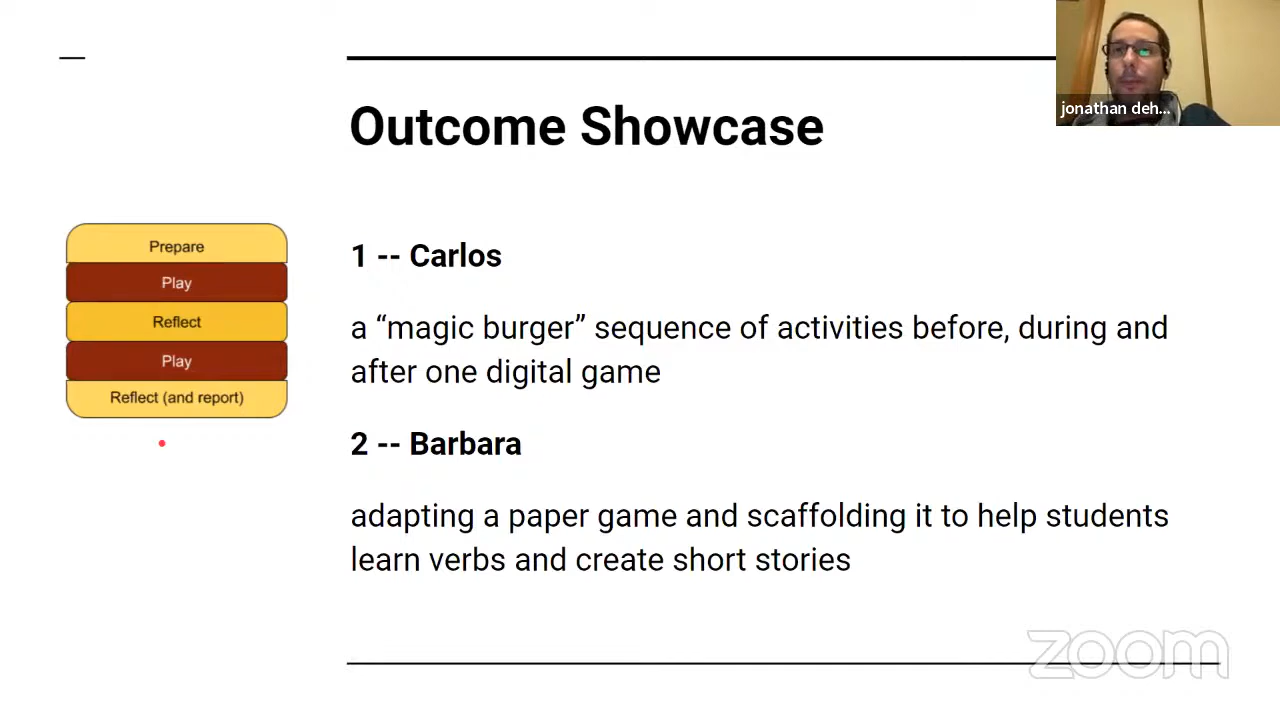 jonathan deh...
Outcome Showcase
Prepare
Play
Reflect
Play
Reflect (and report)
1 -- Carlos
a “magic burger” sequence of activities before, during and
after one digital game
2 -- Barbara
adapting a paper game and scaffolding it to help students
learn verbs and create short stories
zoom